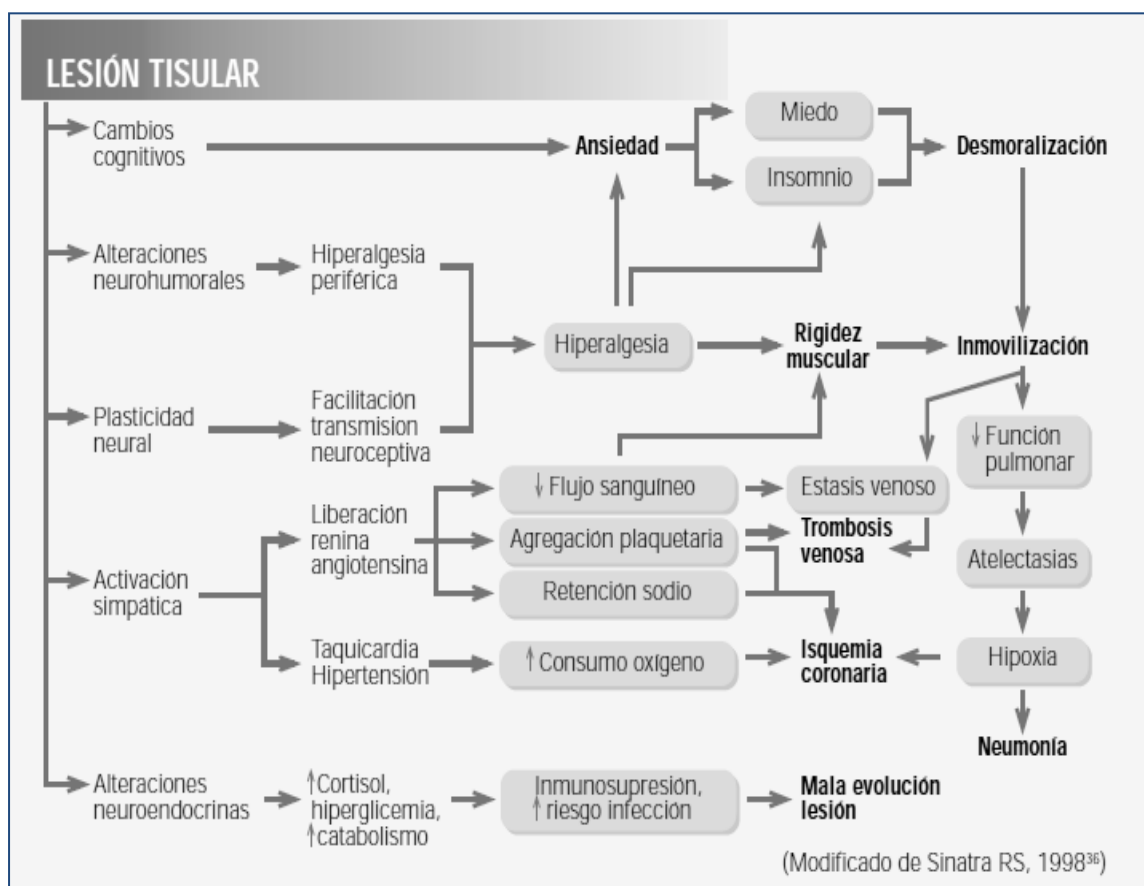 LESIÓN TISULAR
Cambios
cognitivos
Ansiedad
Miedo
Insomnio
Desmoralización
Alteraciones
neurohumorales
Hiperalgesia
periférica
Hiperalgesia
Rigidez
muscular
Inmovilización
Plasticidad
neural
Facilitación
transmision
neuroceptiva
↓ Función
pulmonar
↓ Flujo sanguíneo
Estasis venoso
Liberación
renina
angiotensina
Agregación plaquetaria
Trombosis
venosa
Atelectasias
Activación
simpática
Retención sodio
Taquicardia
Hipertensión
↑ Consumo oxígeno
Isquemia
coronaria
Hipoxia
Neumonía
Alteraciones
neuroendocrinas
↑Cortisol,
hiperglicemia,
↑catabolismo
Inmunosupresión,
↑ riesgo infección
Mala evolución
lesión
(Modificado de Sinatra RS, 1998³⁶)